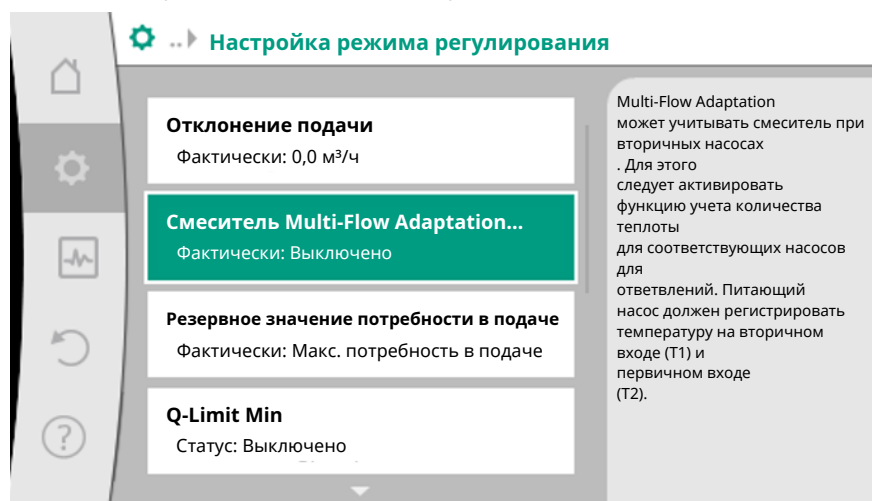 ..▸ Настройка режима регулирования
Отклонение подачи
Фактически: 0,0 м³/ч
Смеситель Multi-Flow Adaptation...
Фактически: Выключено
Резервное значение потребности в подаче
Фактически: Макс. потребность в подаче
Q-Limit Min
Статус: Выключено
Multi-Flow Adaptation
может учитывать смеситель при
вторичных насосах
. Для этого
следует активировать
функцию учета количества
теплоты
для соответствующих насосов
для
ответвлений. Питающий
насос должен регистрировать
температуру на вторичном
входе (T1) и
первичном входе
(T2).
?